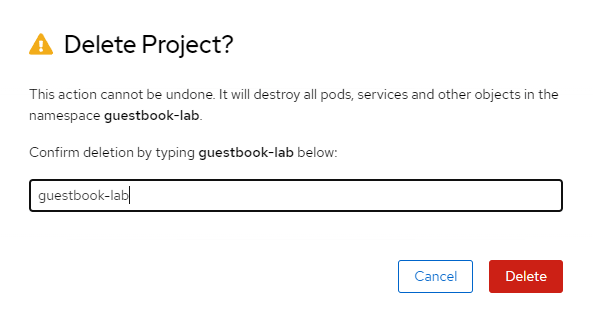 Delete Project?
This action cannot be undone. It will destroy all pods, services and other objects in the
namespace guestbook-lab.
Confirm deletion by typing guestbook-lab below:
guestbook-lab
Cancel Delete